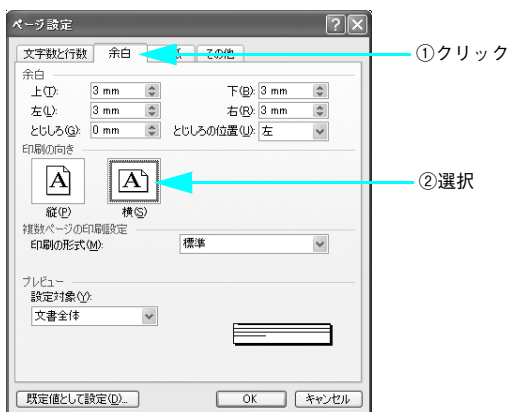 ページ設定
文字数と行数 余白 その他
①クリック
余白
上(T): 3 mm 下(B): 3 mm
左(L): 3 mm 右(R): 3 mm
とじしろ(G): 0 mm とじしろの位置(U): 左
印刷の向き
A A
②選択
縦(P) 横(S)
複数ページの印刷設定
印刷の形式(M): 標準
プレビュー
設定対象(Y):
文書全体
既定値として設定(D)... OK キャンセル